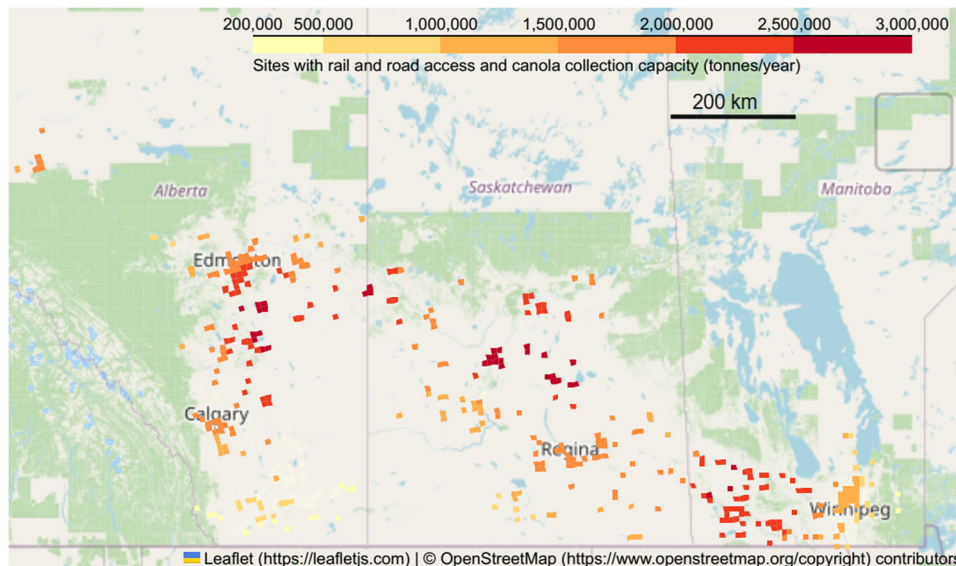 200,000 500,000 1,000,000 1,500,000 2,000,000 2,500,000 3,000,000
Sites with rail and road access and canola collection capacity (tonnes/year)
200 km
Alberta Saskatchewan Manitoba
Edmonton
Calgary
Regina
Winnipeg
Leaflet (https://leafletjs.com) | © OpenStreetMap (https://www.openstreetmap.org/copyright) contributors